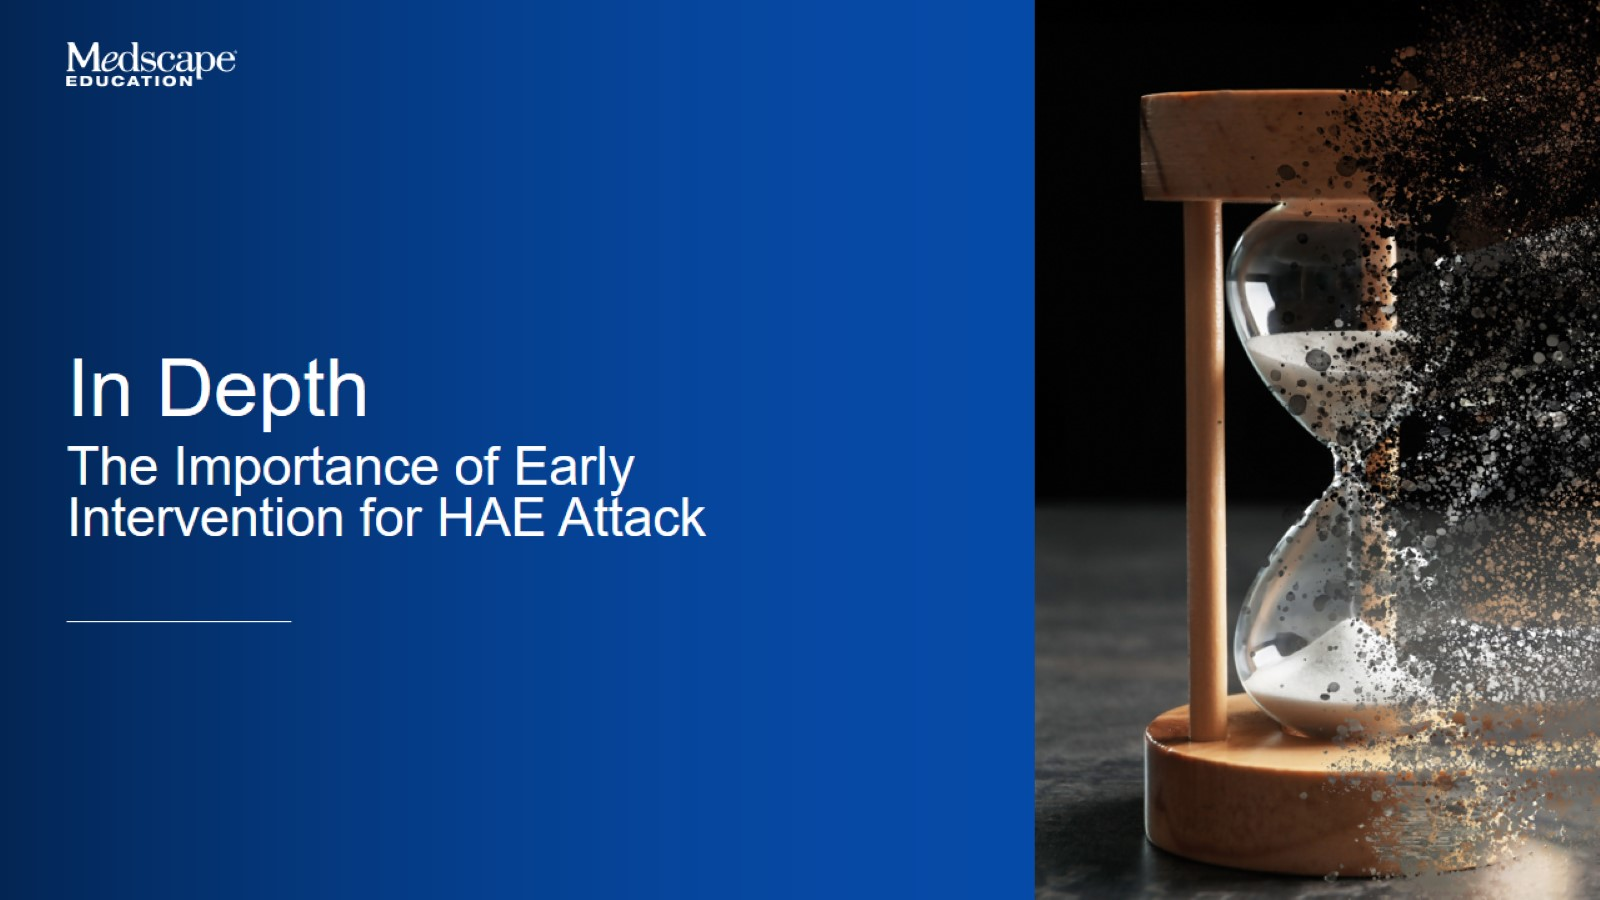 Medscape
EDUCATION
In Depth
The Importance of Early
Intervention for HAE Attack